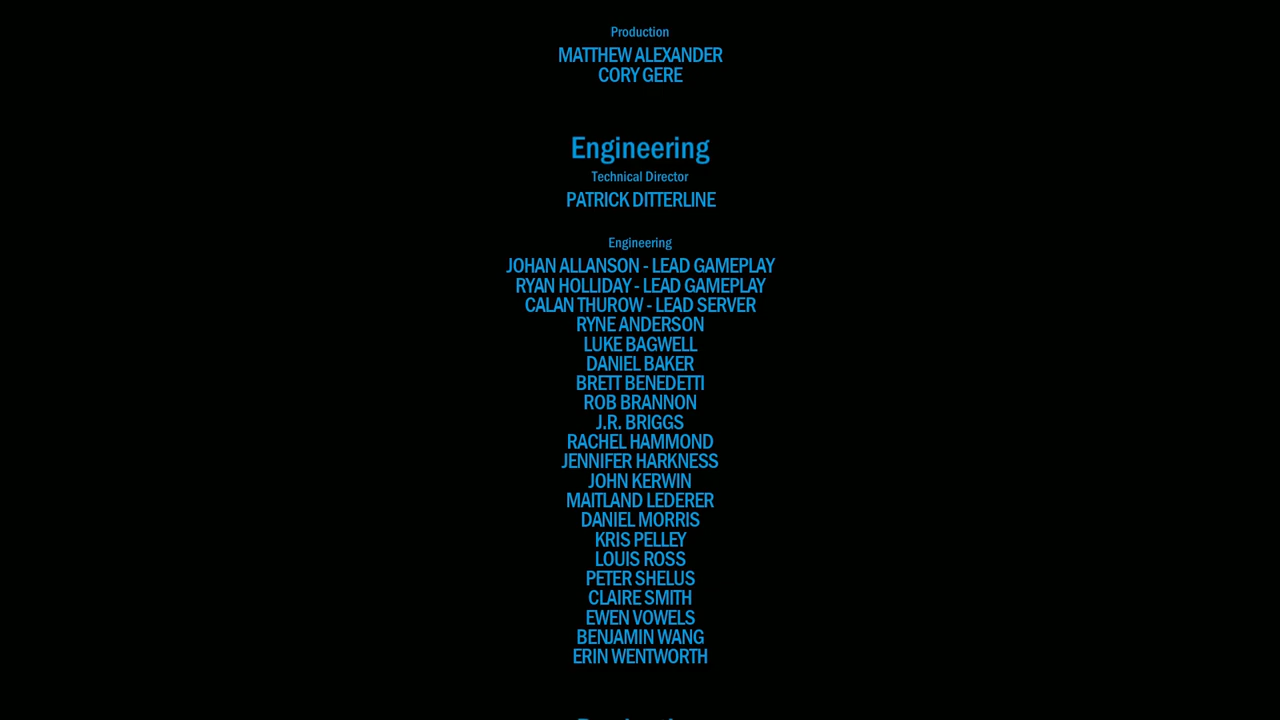 Production
MATTHEW ALEXANDER
CORY GERE
Engineering
Technical Director
PATRICK DITTERLINE
Engineering
JOHAN ALLANSON - LEAD GAMEPLAY
RYAN HOLLIDAY - LEAD GAMEPLAY
CALAN THUROW - LEAD SERVER
RYNE ANDERSON
LUKE BAGWELL
DANIEL BAKER
BRETT BENEDETTI
ROB BRANNON
J.R. BRIGGS
RACHEL HAMMOND
JENNIFER HARKNESS
JOHN KERWIN
MAITLAND LEDERER
DANIEL MORRIS
KRIS PELLEY
LOUIS ROSS
PETER SHELUS
CLAIRE SMITH
EWEN VOWELS
BENJAMIN WANG
ERIN WENTWORTH